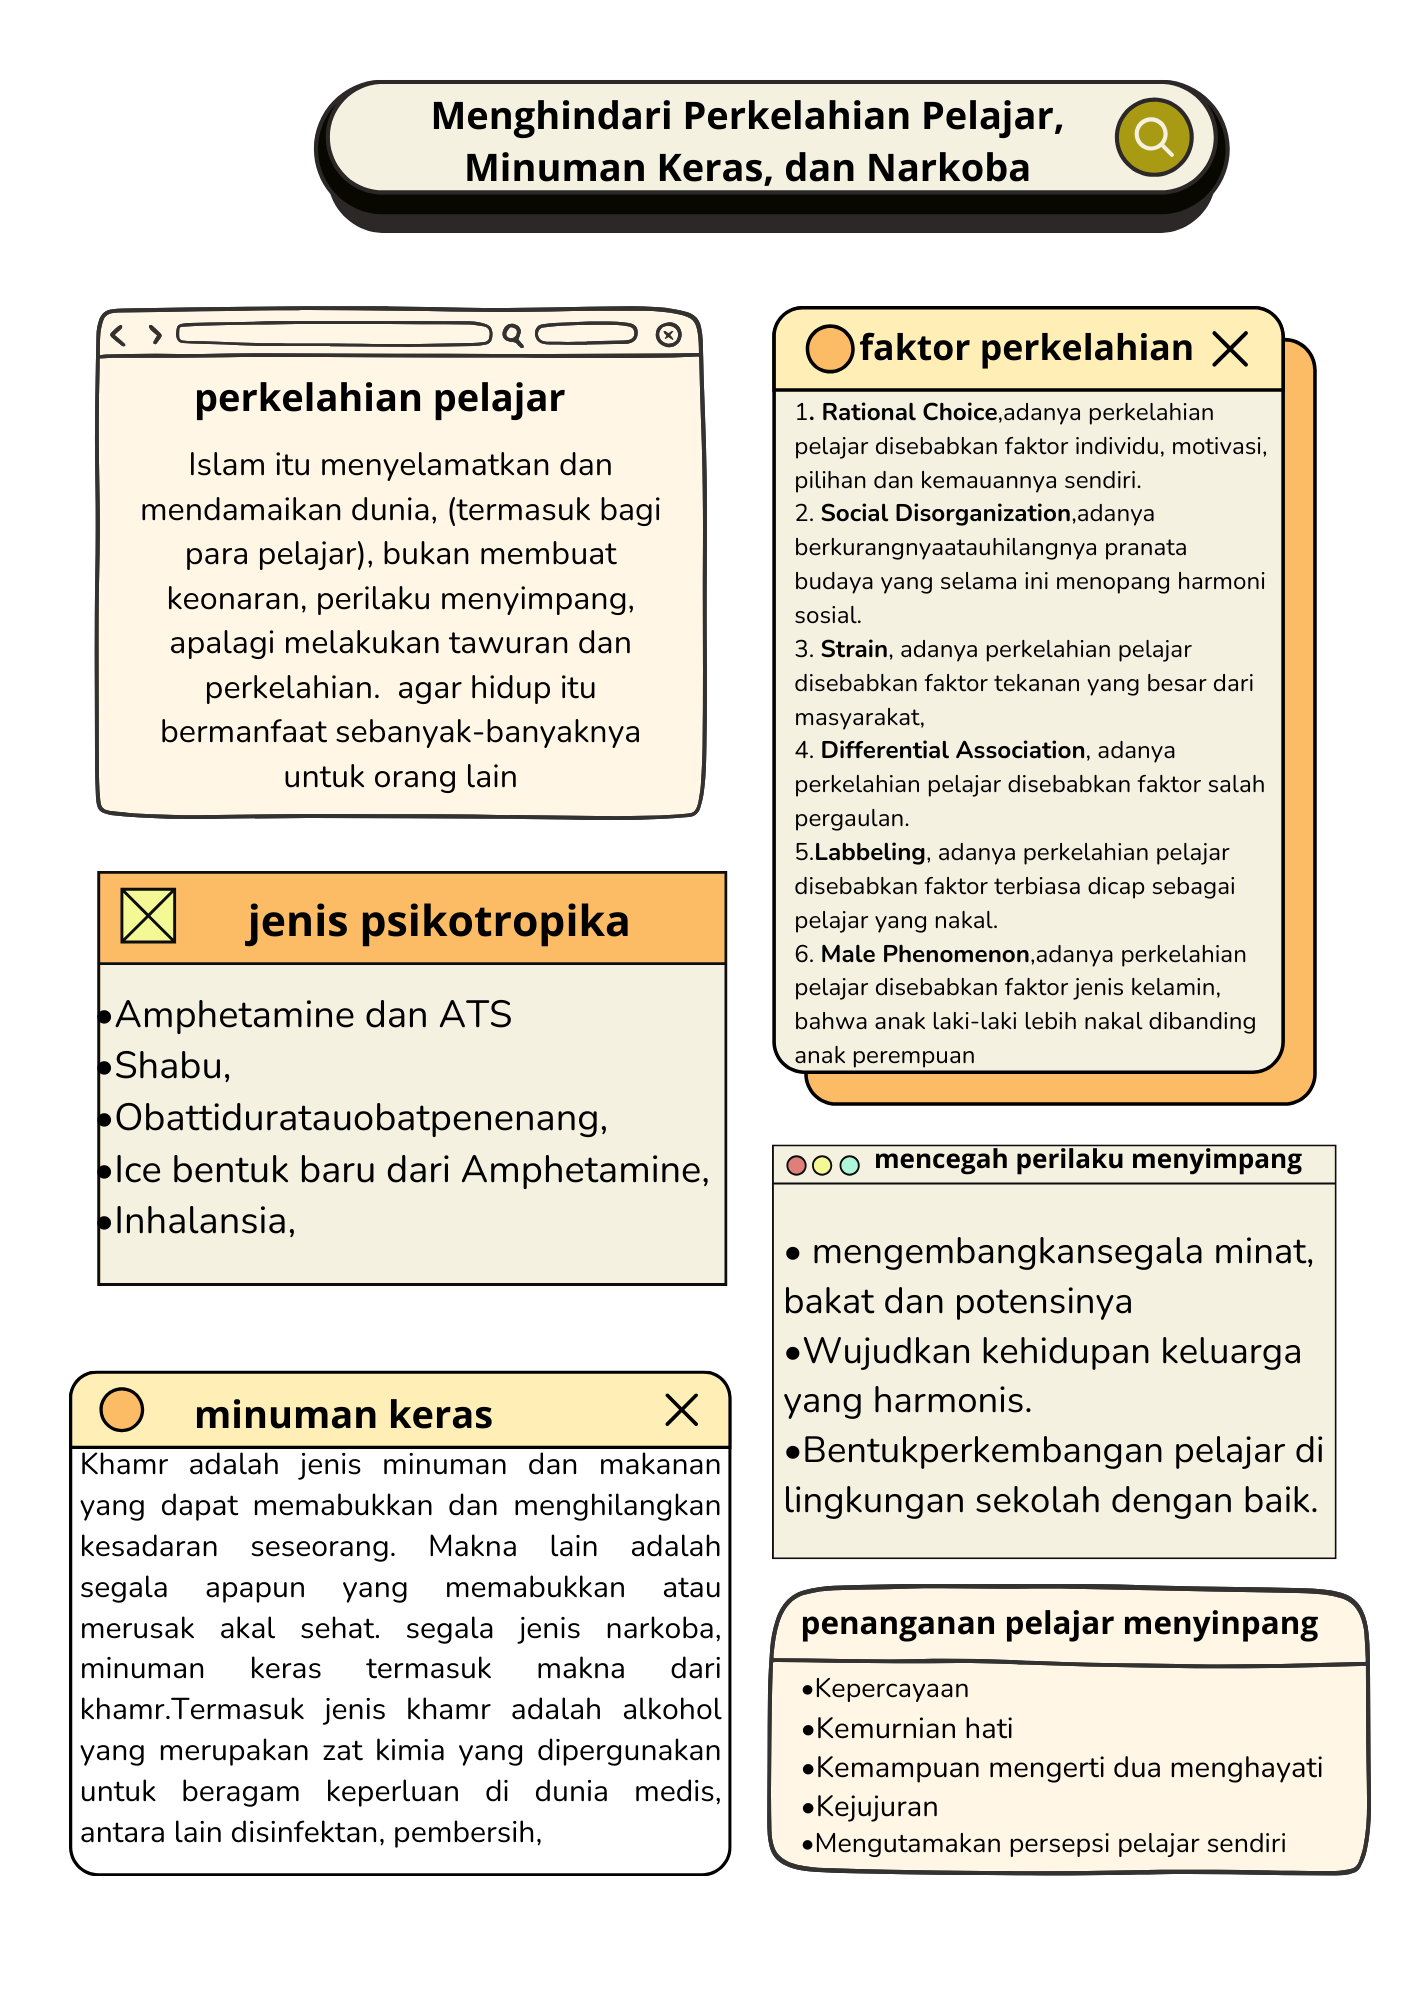 Menghindari Perkelahian Pelajar,
Minuman Keras, dan Narkoba
perkelahian pelajar
Islam itu menyelamatkan dan
mendamaikan dunia, (termasuk bagi
para pelajar), bukan membuat
keonaran, perilaku menyimpang,
apalagi melakukan tawuran dan
perkelahian.  agar hidup itu
bermanfaat sebanyak-banyaknya
untuk orang lain
faktor perkelahian
1. Rational Choice,adanya perkelahian
pelajar disebabkan faktor individu, motivasi,
pilihan dan kemauannya sendiri.
2. Social Disorganization,adanya
berkurangnyaatauhilangnya pranata
budaya yang selama ini menopang harmoni
sosial.
3. Strain, adanya perkelahian pelajar
disebabkan faktor tekanan yang besar dari
masyarakat,
4. Differential Association, adanya
perkelahian pelajar disebabkan faktor salah
pergaulan.
5.Labbeling, adanya perkelahian pelajar
disebabkan faktor terbiasa dicap sebagai
pelajar yang nakal.
6. Male Phenomenon,adanya perkelahian
pelajar disebabkan faktor jenis kelamin,
bahwa anak laki-laki lebih nakal dibanding
anak perempuan
jenis psikotropika
•Amphetamine dan ATS
•Shabu,
•Obattiduratauobatpenenang,
•Ice bentuk baru dari Amphetamine,
•Inhalansia,
mencegah perilaku menyimpang
• mengembangkansegala minat,
bakat dan potensinya
•Wujudkan kehidupan keluarga
yang harmonis.
•Bentukperkembangan pelajar di
lingkungan sekolah dengan baik.
minuman keras
Khamr adalah jenis minuman dan makanan
yang dapat memabukkan dan menghilangkan
kesadaran seseorang. Makna lain adalah
segala apapun yang memabukkan atau
merusak akal sehat. segala jenis narkoba,
minuman keras termasuk makna dari
khamr.Termasuk jenis khamr adalah alkohol
yang merupakan zat kimia yang dipergunakan
untuk beragam keperluan di dunia medis,
antara lain disinfektan, pembersih,
penanganan pelajar menyinpang
•Kepercayaan
•Kemurnian hati
•Kemampuan mengerti dua menghayati
•Kejujuran
•Mengutamakan persepsi pelajar sendiri